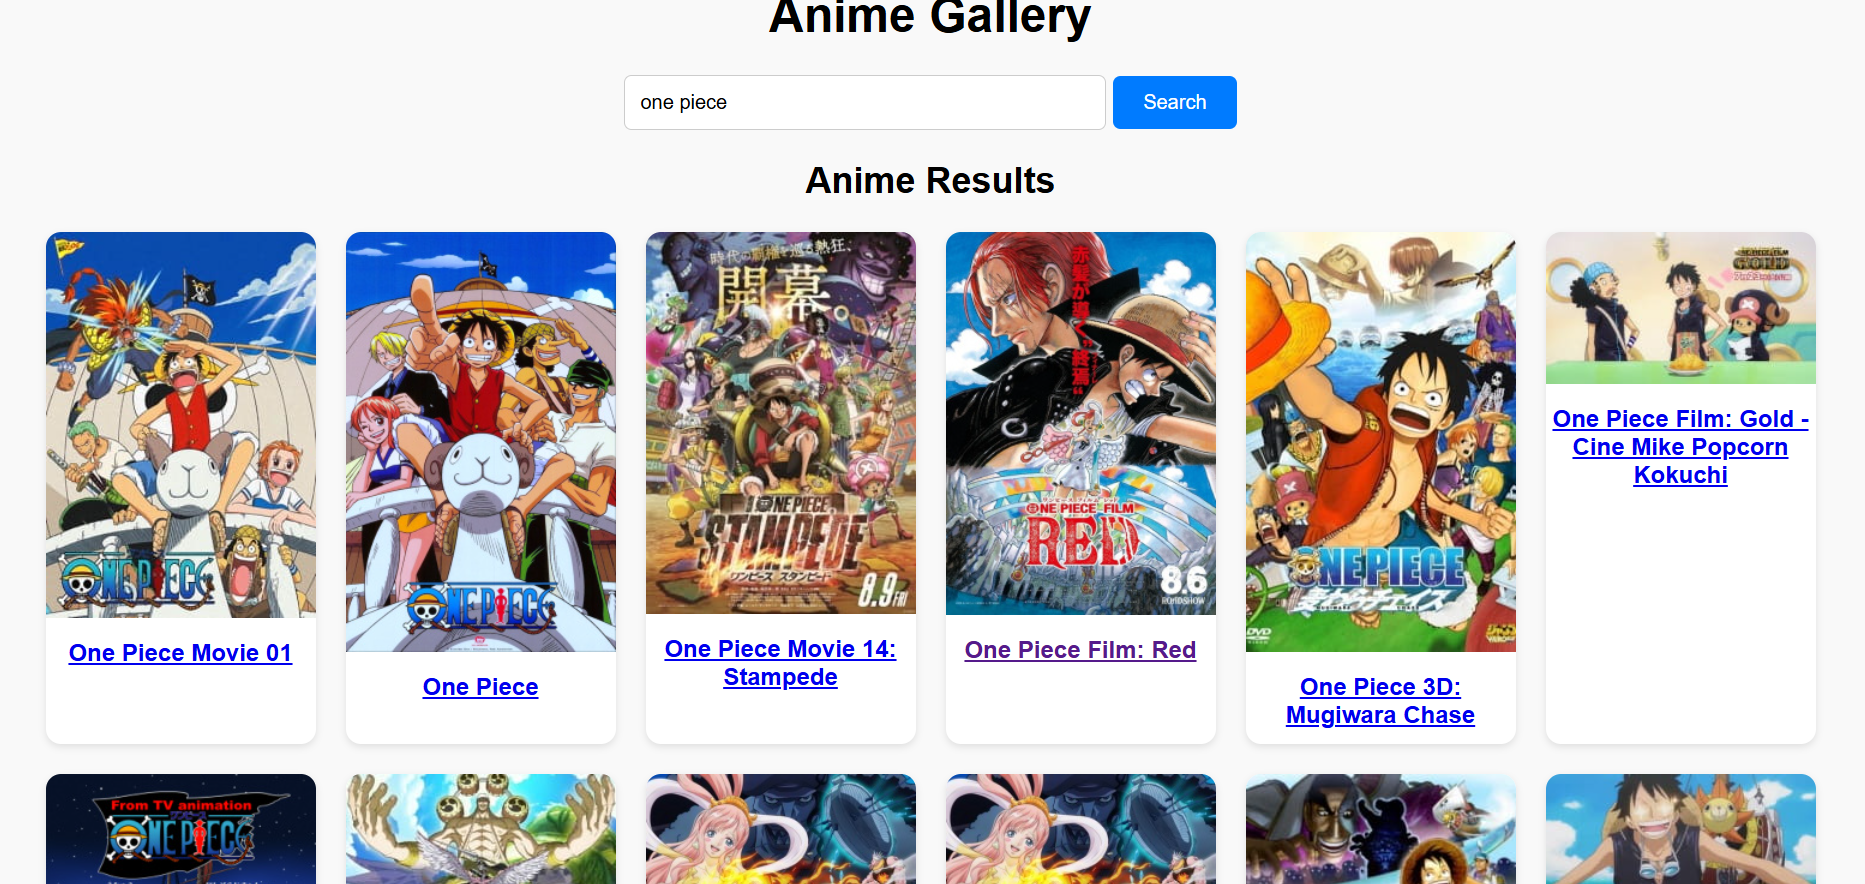 Anime Gallery
one piece
Search
Anime Results
時代の覇権を巡る熱狂、
開幕。
ONE PIECE
STAMPEDE
ワンピース スタンピード
8.9 FRI
赤髪が導く"終焉"
ONE PIECE FILM
RED
8.6
ROADSHOW
ONE PIECE
麦わらチェイス
MUGIWARA CHASE
DVD
GOLD
ONE PIECE
ONE PIECE
One Piece Movie 01
One Piece
One Piece Movie 14:
Stampede
One Piece Film: Red
One Piece 3D:
Mugiwara Chase
One Piece Film: Gold -
Cine Mike Popcorn
Kokuchi
From TV animation
ONE PIECE